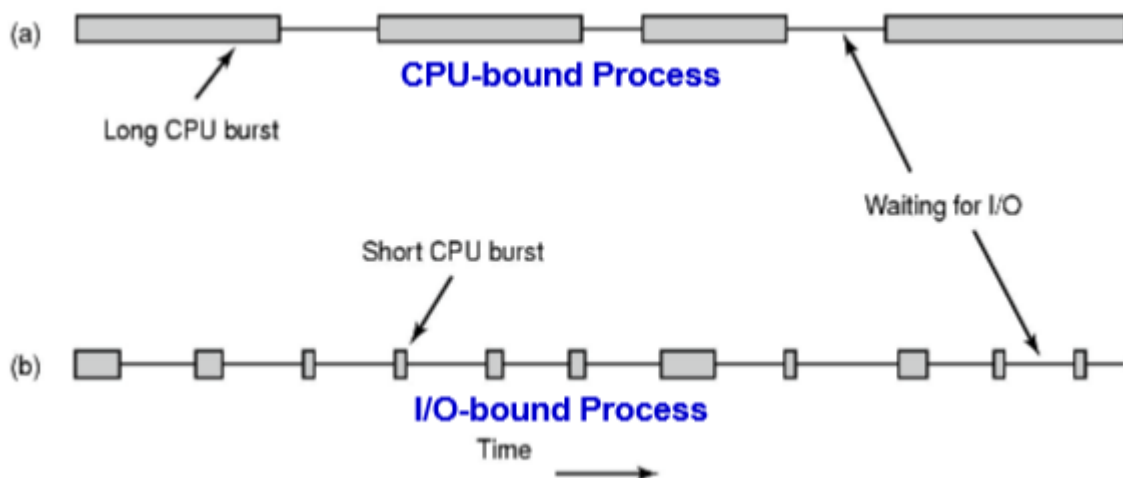 (a)
CPU-bound Process
Long CPU burst
Waiting for I/O
Short CPU burst
(b)
I/O-bound Process
Time